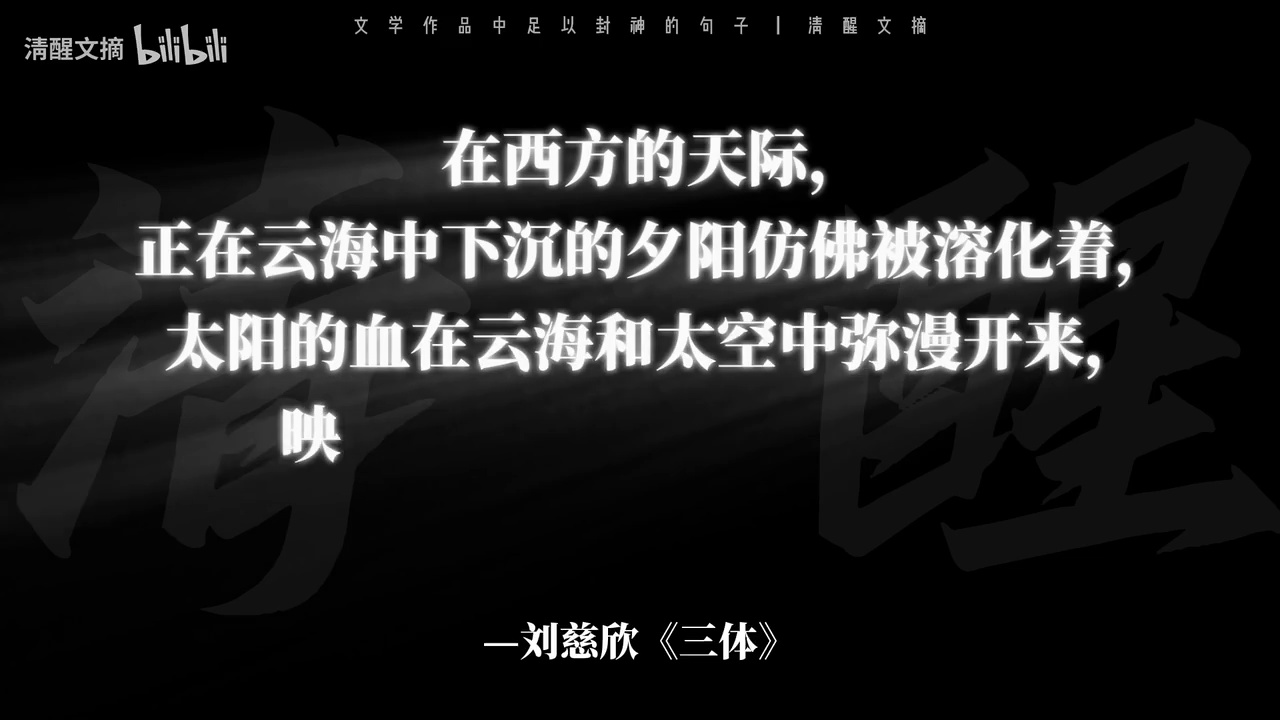 文学作品中足以封神的句子 | 清醒文摘
清醒文摘 bilibili
清醒
在西方的天际,
正在云海中下沉的夕阳仿佛被溶化着,
太阳的血在云海和太空中弥漫开来,
映
—刘慈欣《三体》